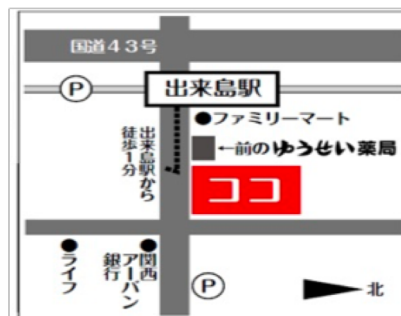 国道43号
P
出来島駅
●ファミリーマート
←前のゆうせい薬局
ココ
出来島駅から
徒歩1分
●関西
アーバン
銀行
●ライフ
P
北